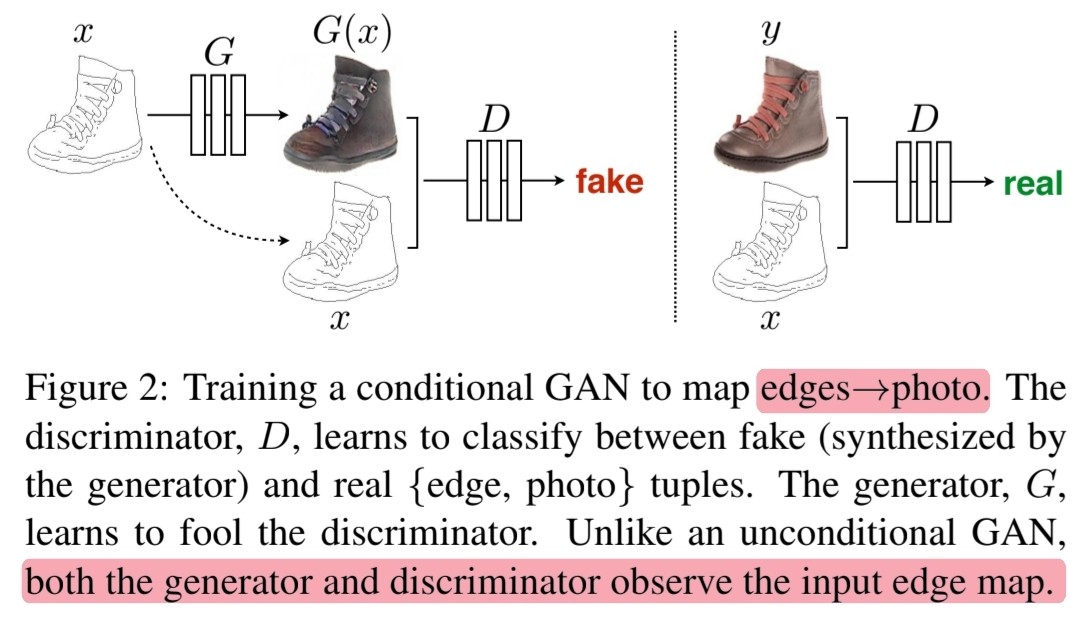 x
G
G(x)
D
fake
x
y
D
real
x
Figure 2: Training a conditional GAN to map edges→photo. The
discriminator, D, learns to classify between fake (synthesized by
the generator) and real {edge, photo} tuples. The generator, G,
learns to fool the discriminator. Unlike an unconditional GAN,
both the generator and discriminator observe the input edge map.